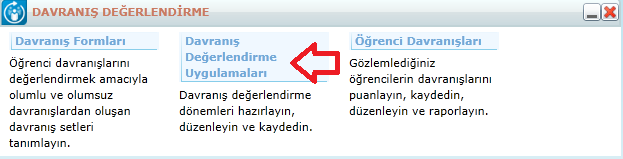 DAVRANIŞ DEĞERLENDİRME
Davranış Formları
Öğrenci davranışlarını
değerlendirmek amacıyla
olumlu ve olumsuz
davranışlardan oluşan
davranış setleri
tanımlayın.
Davranış
Değerlendirme
Uygulamaları
Davranış değerlendirme
dönemleri hazırlayın,
düzenleyin ve kaydedin.
Öğrenci Davranışları
Gözlemlediğiniz
öğrencilerin davranışlarını
puanlayın, kaydedin,
düzenleyin ve raporlayın.